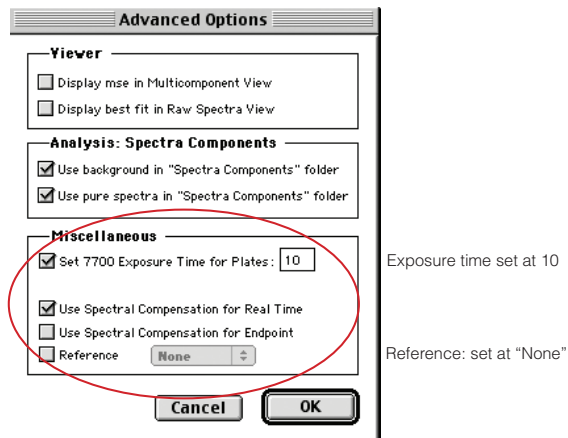 Advanced Options
Viewer
Display mse in Multicomponent View
Display best fit in Raw Spectra View
Analysis: Spectra Components
Use background in "Spectra Components" folder
Use pure spectra in "Spectra Components" folder
Miscellaneous
Set 7700 Exposure Time for Plates: 10
Exposure time set at 10
Use Spectral Compensation for Real Time
Use Spectral Compensation for Endpoint
Reference None
Reference: set at “None”
Cancel OK